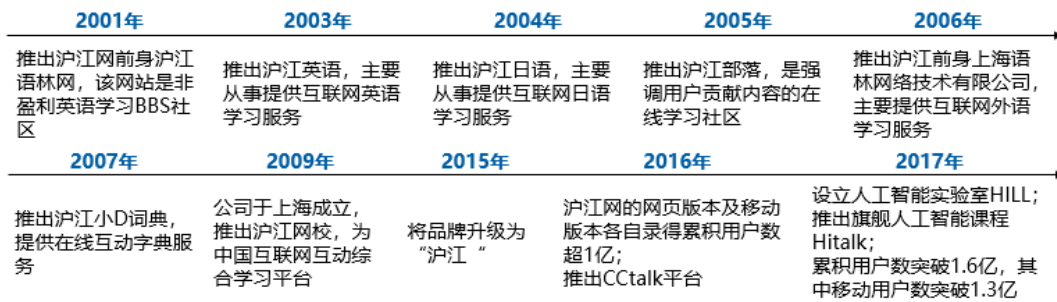 2001年
2003年
2004年
2005年
2006年
推出沪江网前身沪江
语林网，该网站是非
盈利英语学习BBS社
区
推出沪江英语，主要
从事提供互联网英语
学习服务
推出沪江日语，主要
从事提供互联网日语
学习服务
推出沪江部落，是强
调用户贡献内容的在
线学习社区
推出沪江前身上海语
林网络技术有限公司，
主要提供互联网外语
学习服务
2007年
2009年
2015年
2016年
2017年
推出沪江小D词典，
提供在线互动字典服
务
公司于上海成立，
推出沪江网校，为
中国互联网互动综
合学习平台
将品牌升级为
“沪江“
沪江网的网页版本及移动
版本各自录得累积用户数
超1亿；
推出CCtalk平台
设立人工智能实验室HILL；
推出旗舰人工智能课程
Hitalk；
累积用户数突破1.6亿，其
中移动用户数突破1.3亿